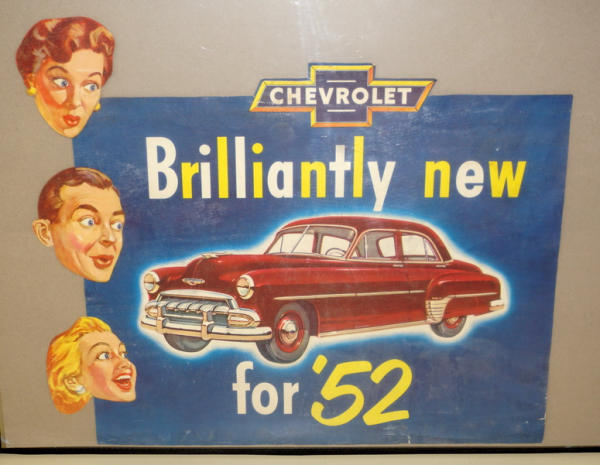 CHEVROLET
Brilliantly new
for '52